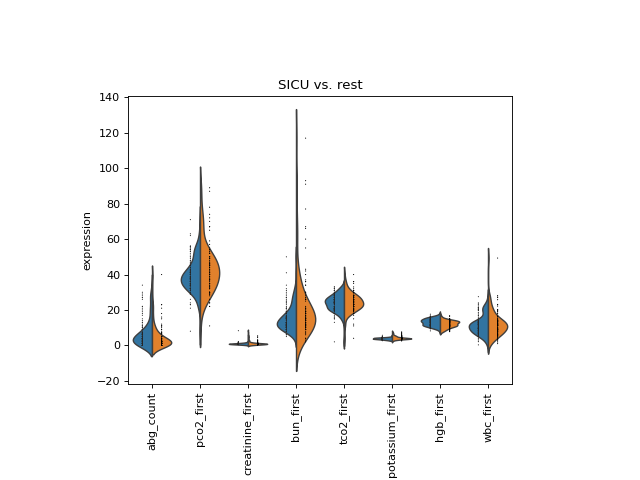 SICU vs. rest
expression
140
120
100
80
60
40
20
0
−20
abg_count
pco2_first
creatinine_first
bun_first
tco2_first
potassium_first
hgb_first
wbc_first